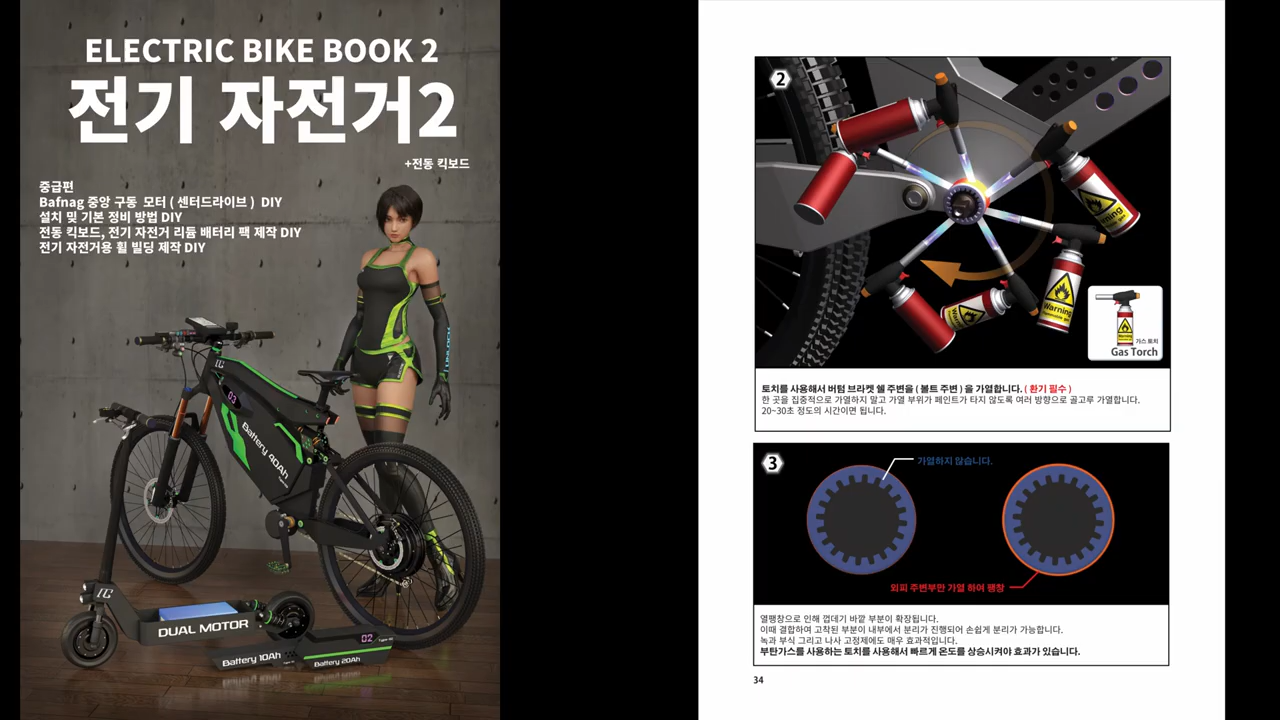 ELECTRIC BIKE BOOK 2
전기 자전거2
+전동 킥보드
중급편
Bafnag 중앙 구동 모터 ( 센터드라이브 ) DIY
설치 및 기본 정비 방법 DIY
전동 킥보드, 전기 자전거 리튬 배터리 팩 제작 DIY
전기 자전거용 휠 빌딩 제작 DIY
03
Battery 40Ah
DUAL MOTOR
02
Battery 10Ah
Battery 20Ah
2
Warning
Warning
Warning
가스 토치
Gas Torch
토치를 사용해서 버텀 브라켓 쉘 주변을 ( 볼트 주변 ) 을 가열합니다. ( 환기 필수 )
한 곳을 집중적으로 가열하지 말고 가열 부위가 페인트가 타지 않도록 여러 방향으로 골고루 가열합니다.
20~30초 정도의 시간이면 됩니다.
3
가열하지 않습니다.
외피 주변부만 가열 하여 팽창
열팽창으로 인해 껍데기 바깥 부분이 확장됩니다.
이때 결합하여 고착된 부분이 내부에서 분리가 진행되어 손쉽게 분리가 가능합니다.
녹과 부식 그리고 나사 고정제에도 매우 효과적입니다.
부탄가스를 사용하는 토치를 사용해서 빠르게 온도를 상승시켜야 효과가 있습니다.
34